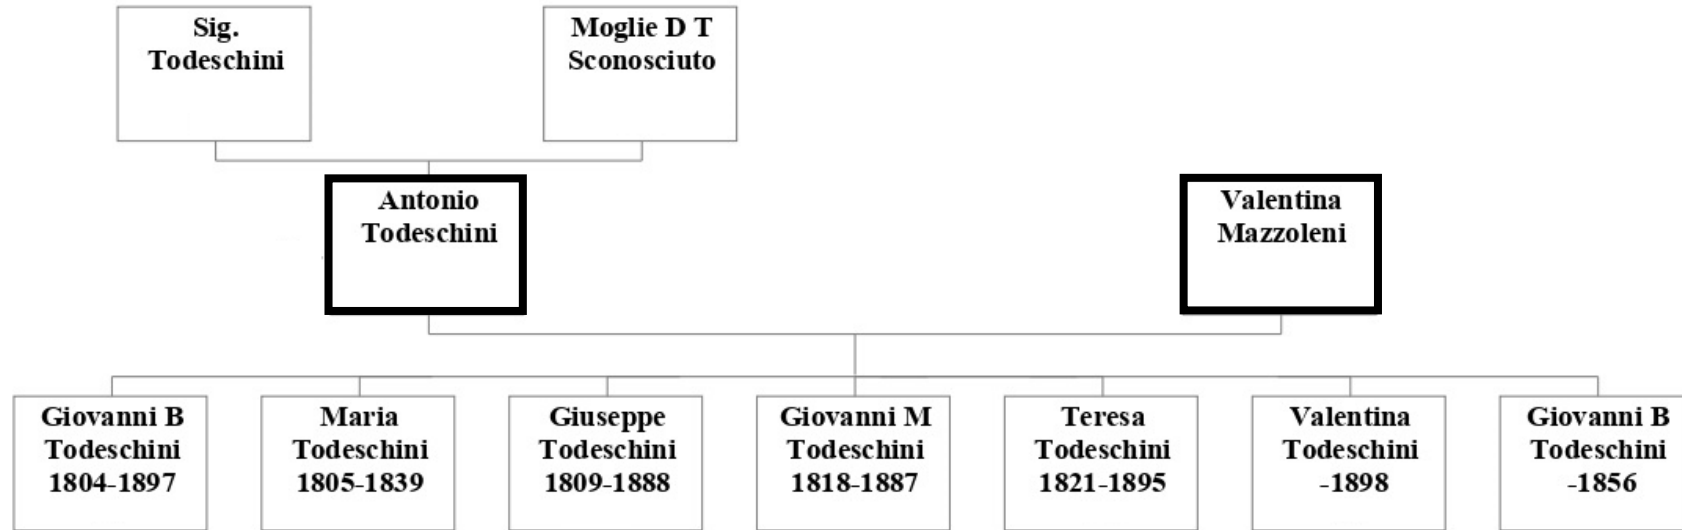 Sig.
Todeschini
Moglie D T
Sconosciuto
Antonio
Todeschini
Valentina
Mazzoleni
Giovanni B
Todeschini
1804-1897
Maria
Todeschini
1805-1839
Giuseppe
Todeschini
1809-1888
Giovanni M
Todeschini
1818-1887
Teresa
Todeschini
1821-1895
Valentina
Todeschini
-1898
Giovanni B
Todeschini
-1856